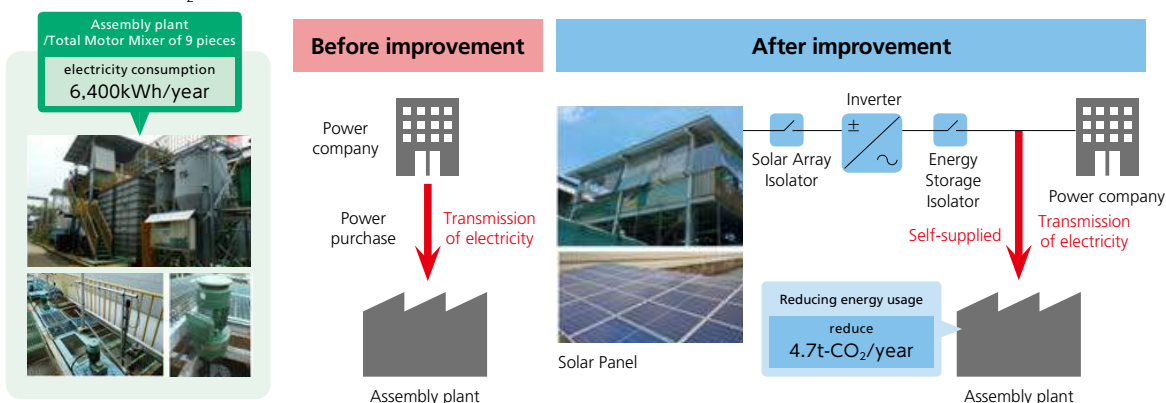 2
Assembly plant
/Total Motor Mixer of 9 pieces
electricity consumption
6,400kWh/year
Before improvement
Power
company
Power
purchase
Transmission
of electricity
Assembly plant
After improvement
Solar Panel
Solar Array
Isolator
Inverter
±
Energy
Storage
Isolator
Power company
Self-supplied
Transmission
of electricity
Reducing energy usage
reduce
4.7t-CO₂/year
Assembly plant